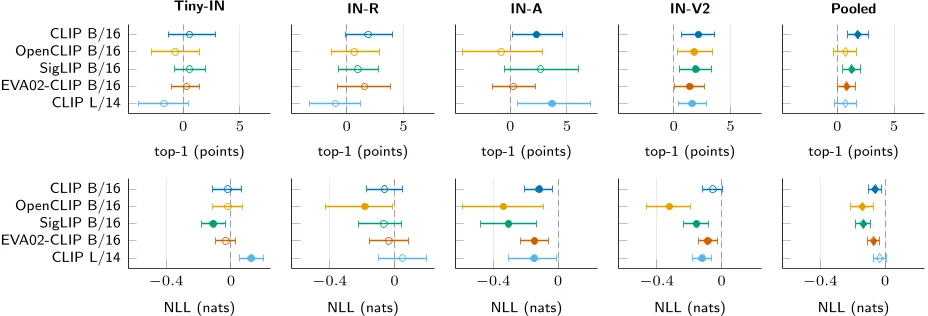 Tiny-IN IN-R IN-A IN-V2 Pooled
CLIP B/16
OpenCLIP B/16
SigLIP B/16
EVA02-CLIP B/16
CLIP L/14
0 5 0 5 0 5 0 5 0 5
top-1 (points) top-1 (points) top-1 (points) top-1 (points) top-1 (points)
CLIP B/16
OpenCLIP B/16
SigLIP B/16
EVA02-CLIP B/16
CLIP L/14
−0.4 0 −0.4 0 −0.4 0 −0.4 0 −0.4 0
NLL (nats) NLL (nats) NLL (nats) NLL (nats) NLL (nats)